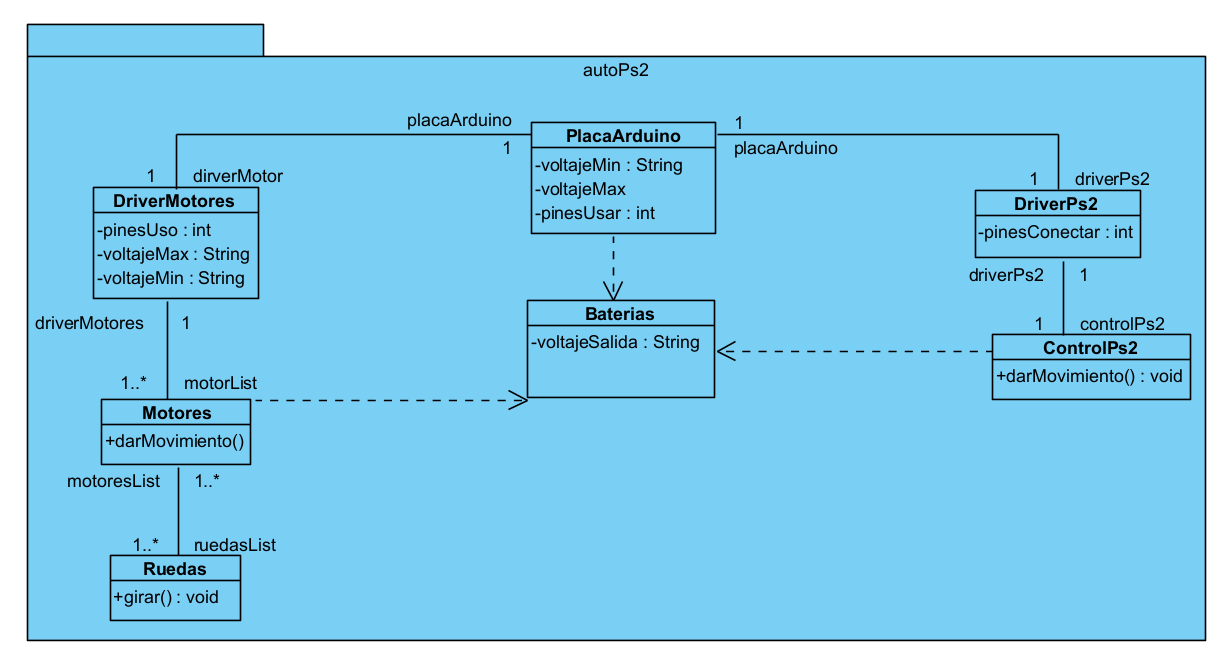 autoPs2
placaArduino
1
PlacaArduino
-voltajeMin : String
-voltajeMax
-pinesUsar : int
1
placaArduino
1
dirverMotor
DriverMotores
-pinesUso : int
-voltajeMax : String
-voltajeMin : String
1
driverPs2
DriverPs2
-pinesConectar : int
driverPs2
1
driverMotores
1
Baterias
-voltajeSalida : String
1
controlPs2
ControlPs2
+darMovimiento() : void
1..*
motorList
Motores
+darMovimiento()
motoresList
1..*
1..*
ruedasList
Ruedas
+girar() : void